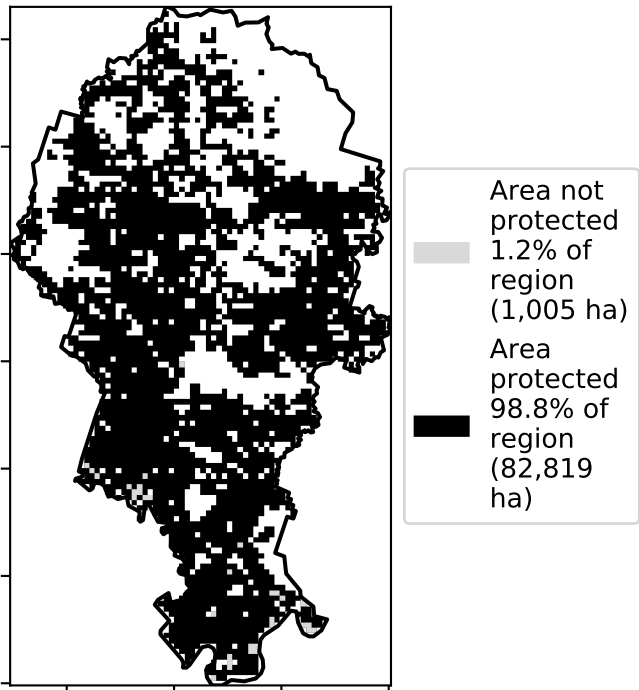 Area not
protected
1.2% of
region
(1,005 ha)
Area
protected
98.8% of
region
(82,819
ha)